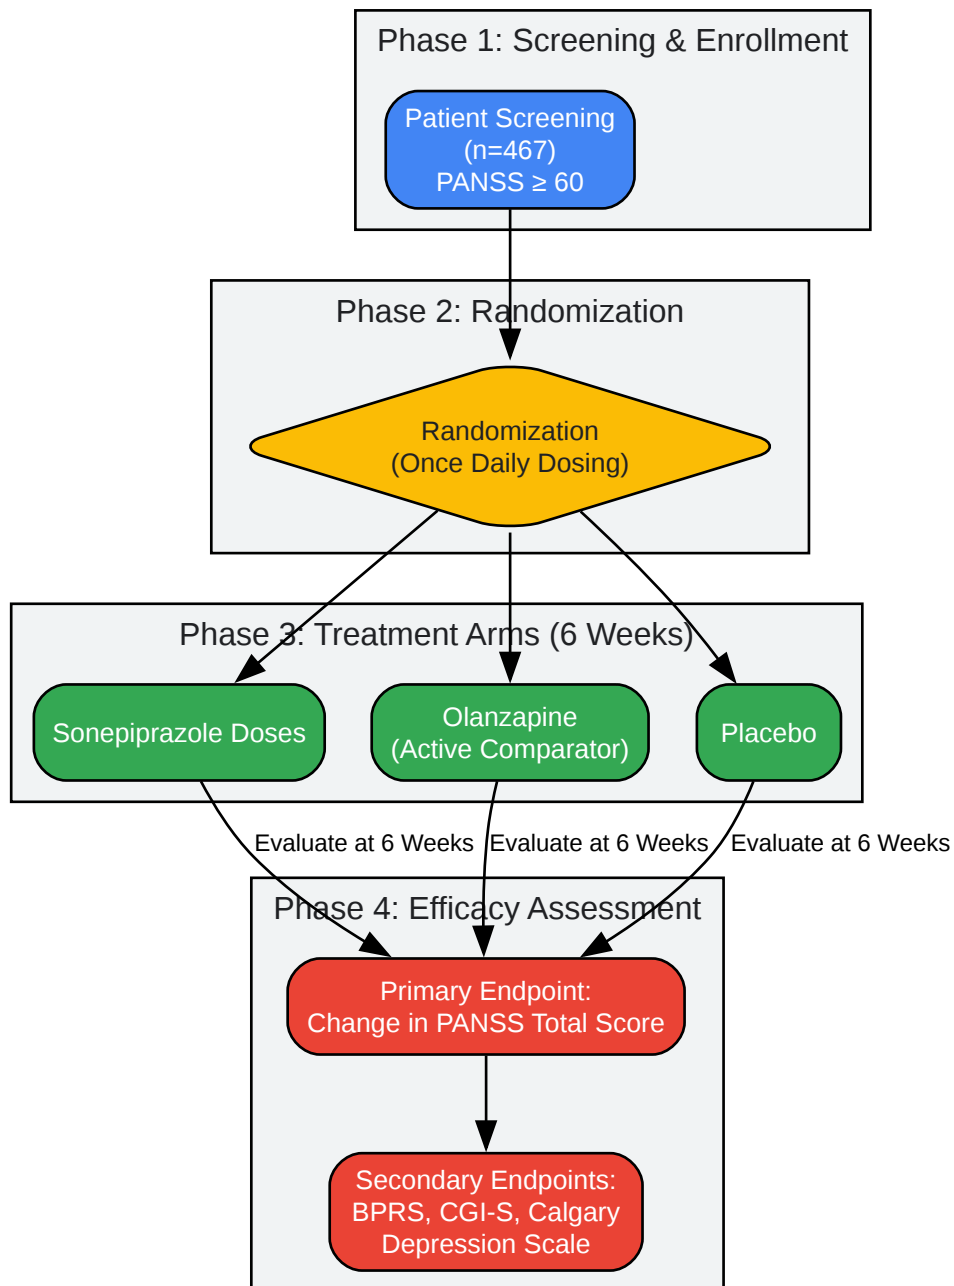 Phase 1: Screening & Enrollment
Patient Screening
(n=467)
PANSS ≥ 60
Phase 2: Randomization
Randomization
(Once Daily Dosing)
Phase 3: Treatment Arms (6 Weeks)
Sonepiprazole Doses
Olanzapine
(Active Comparator)
Placebo
Evaluate at 6 Weeks
Evaluate at 6 Weeks
Evaluate at 6 Weeks
Phase 4: Efficacy Assessment
Primary Endpoint:
Change in PANSS Total Score
Secondary Endpoints:
BPRS, CGI-S, Calgary
Depression Scale